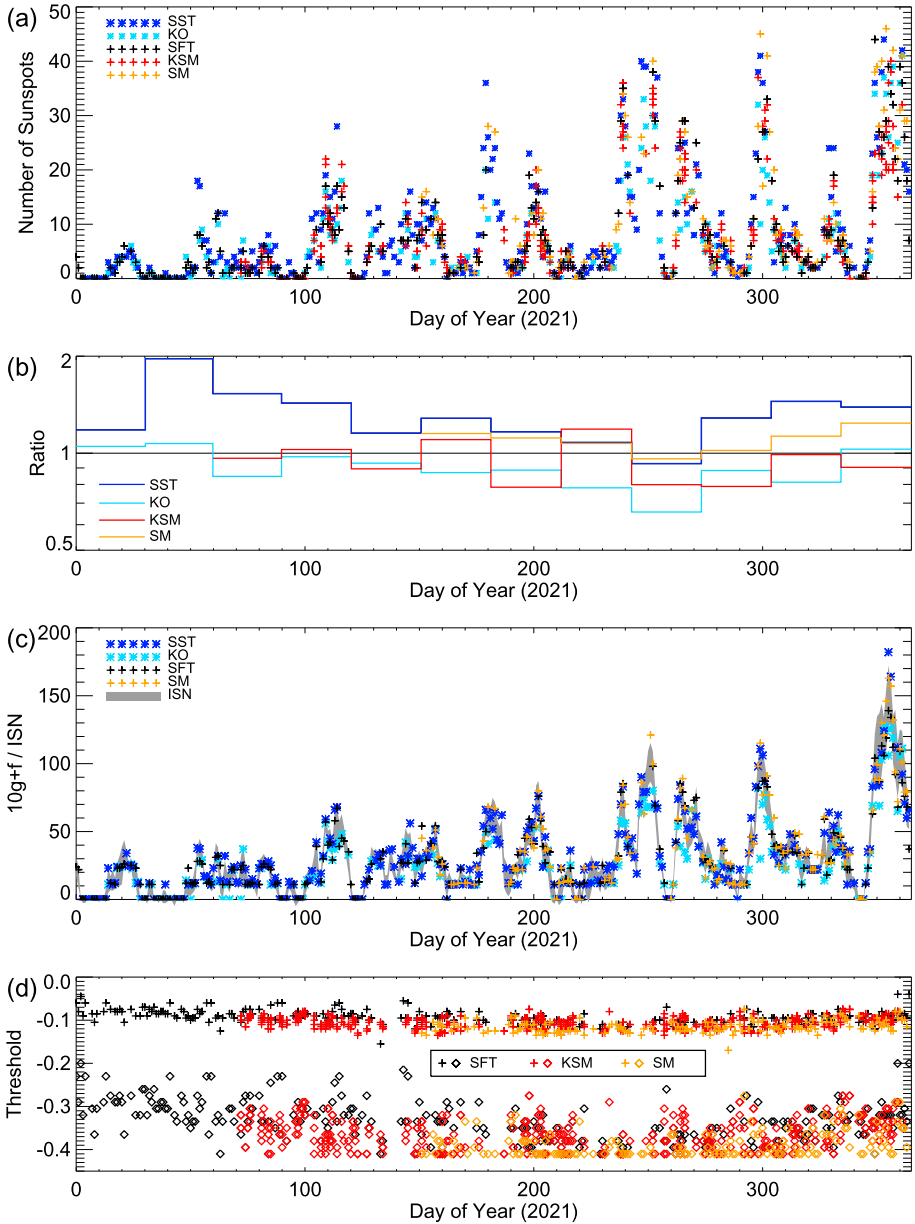 (a)
SST
KO
SFT
KSM
SM
50
40
30
20
10
0
Number of Sunspots
0 100 200 300
Day of Year (2021)
(b)
2
1
0.5
Ratio
SST
KO
KSM
SM
0 100 200 300
Day of Year (2021)
(c)
SST
KO
SFT
SM
ISN
200
150
100
50
0
10g+f / ISN
0 100 200 300
Day of Year (2021)
(d)
0.0
-0.1
-0.2
-0.3
-0.4
Threshold
SFT KSM SM
0 100 200 300
Day of Year (2021)